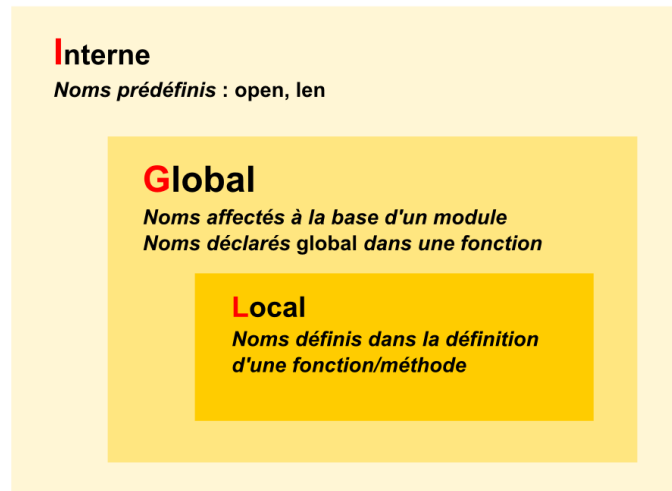 Interne
Noms prédéfinis : open, len
Global
Noms affectés à la base d'un module
Noms déclarés global dans une fonction
Local
Noms définis dans la définition
d'une fonction/méthode